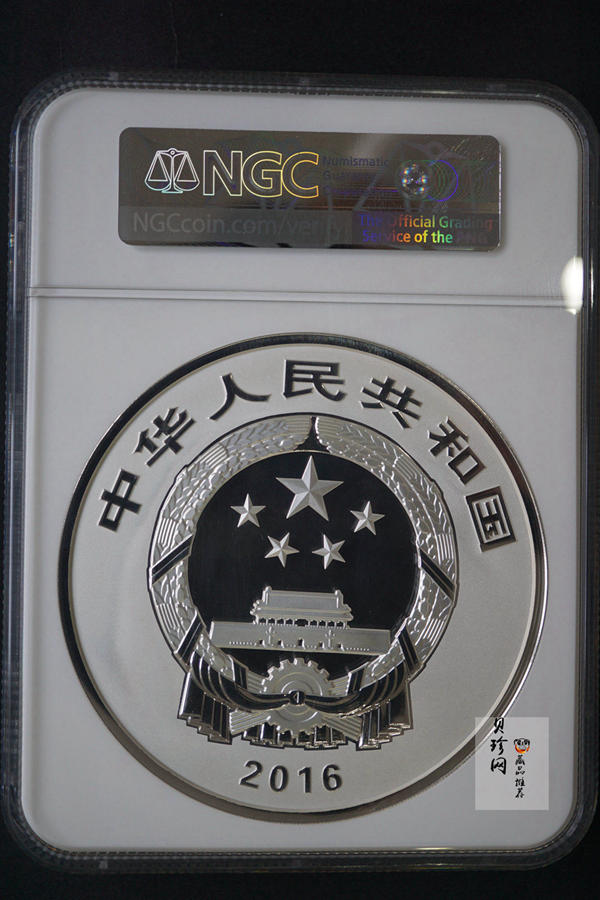 NGC
Numismatic
Guaranty
NGCcoin.com/verify
The Official Grading
Service of the
中华人民共和国
2016
贝珍网
藏品
推荐